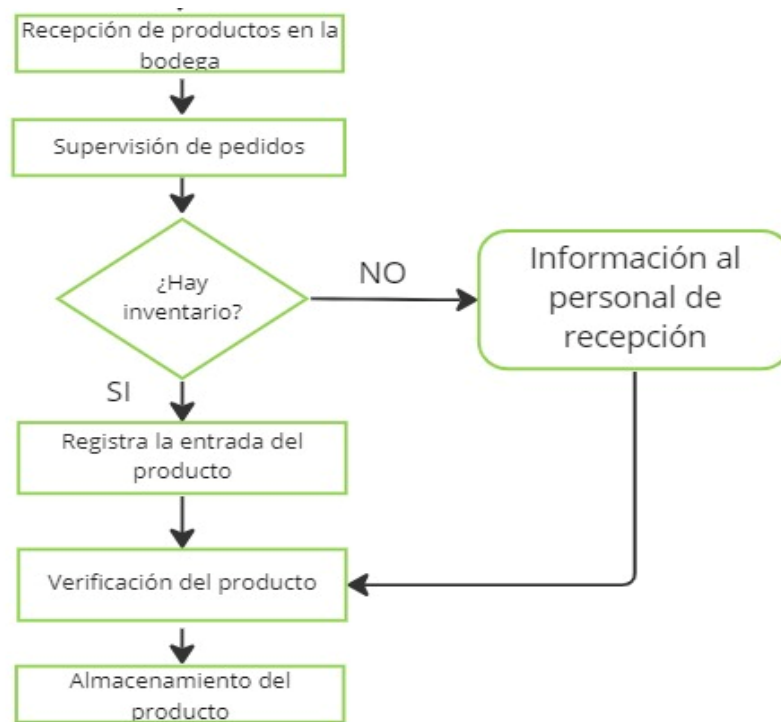 Recepción de productos en la
bodega
Supervisión de pedidos
¿Hay
inventario?
NO
Información al
personal de
recepción
SI
Registra la entrada del
producto
Verificación del producto
Almacenamiento del
producto